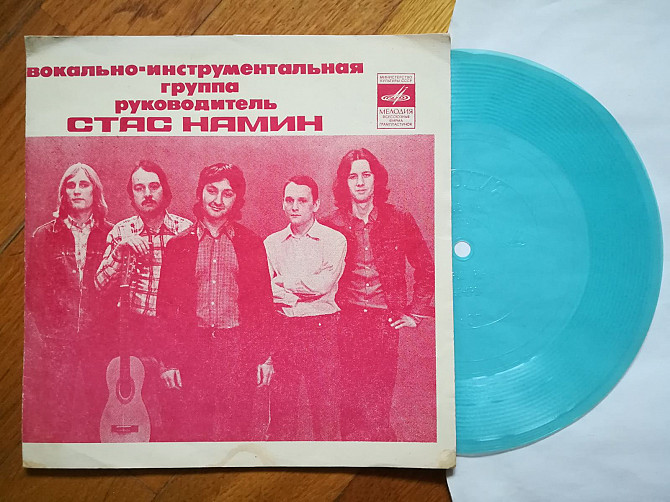 вокально-инструментальная
группа
руководитель
СТАС НАМИН
МИНИСТЕРСТВО
КУЛЬТУРЫ СССР
МЕЛОДИЯ
ВСЕСОЮЗНАЯ
ФИРМА
ГРАМПЛАСТИНОК